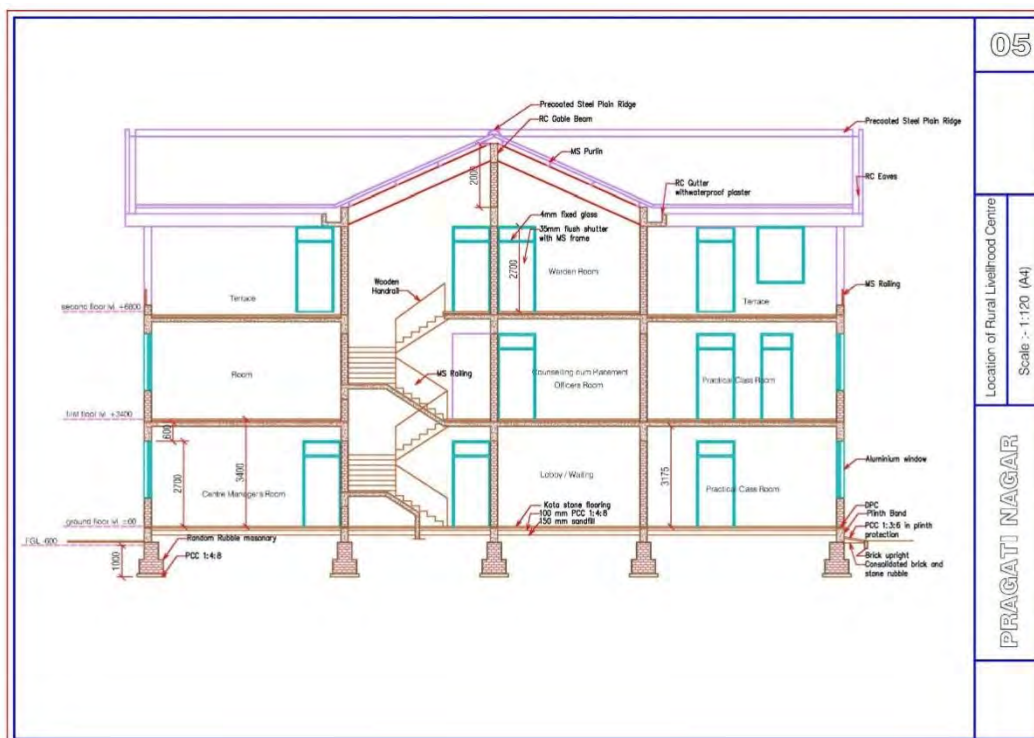 05
Precoated Steel Plain Ridge
RC Gable Beam
Precoated Steel Plain Ridge
MS Purlin
RC Eaves
2000
RC Gutter
withwaterproof plaster
4mm fixed glass
35mm flush shutter
with MS frame
2700
Warden Room
Wooden
Handrail
Terrace
Terrace
MS Railing
second floor lvl. +6800
MS Railing
Room
Counselling cum Placement
Officers Room
Practical Class Room
first floor lvl. +3400
600
2700
3400
3175
Centre Manager's Room
Lobby / Waiting
Practical Class Room
Aluminium window
Kota stone flooring
100 mm PCC 1:4:8
150 mm sandfill
DPC
Plinth Band
PCC 1:3:6 in plinth
protection
ground floor lvl. ±00
FGL -600
Random Rubble masonary
1000
PCC 1:4:8
Brick upright
Consolidated brick and
stone rubble
Location of Rural Livelihood Centre
Scale :- 1:120 (A4)
PRAGATI NAGAR